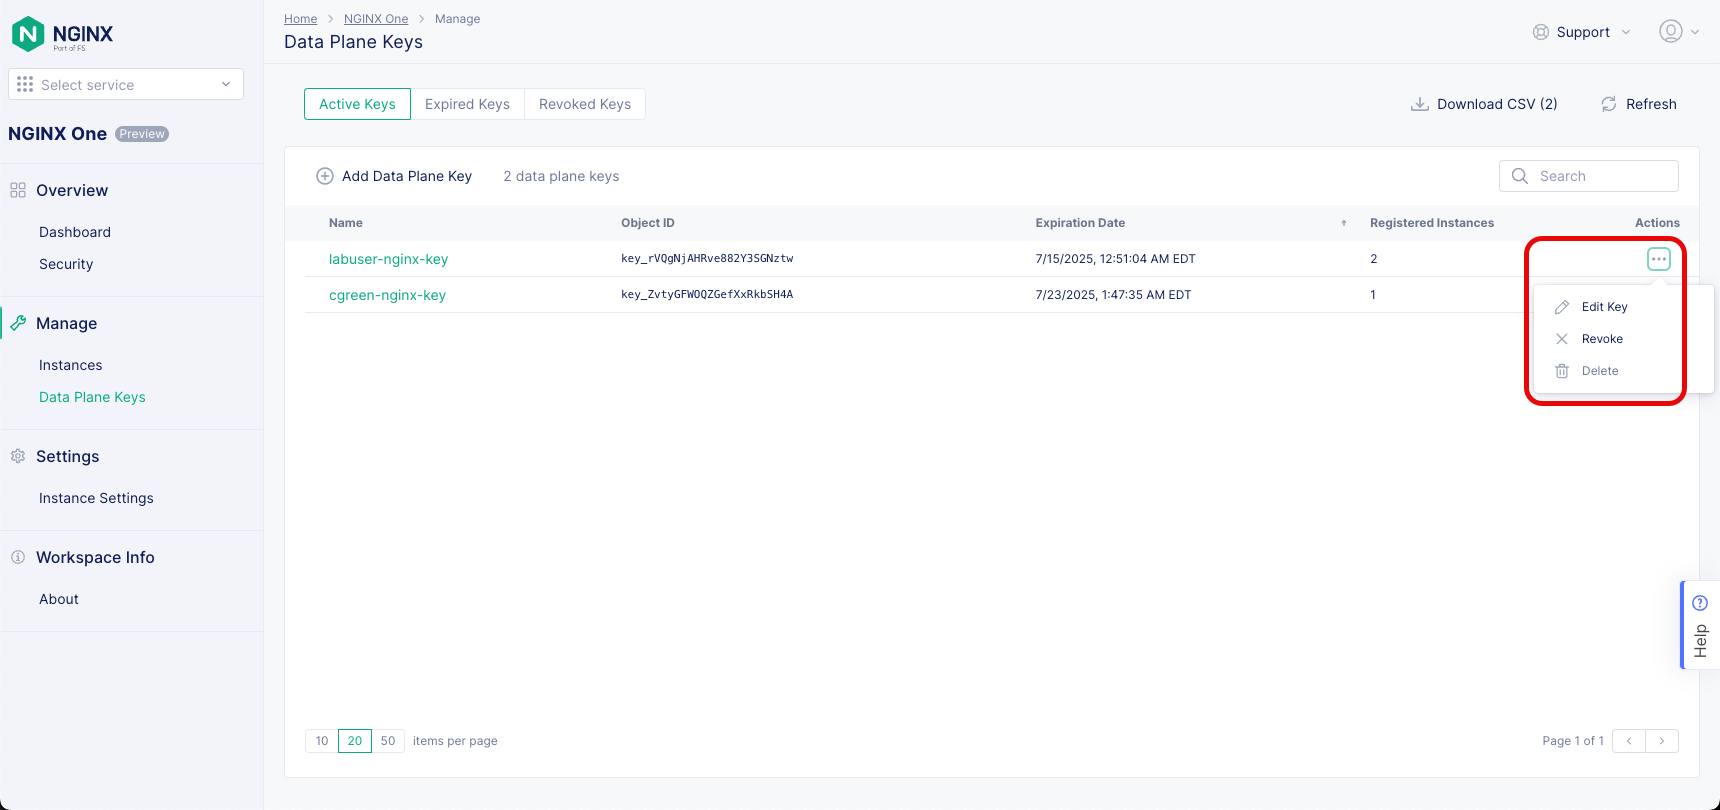 NGINX
Part of F5
Select service
NGINX One Preview
Overview
Dashboard
Security
Manage
Instances
Data Plane Keys
Settings
Instance Settings
Workspace Info
About
Home > NGINX One > Manage
Data Plane Keys
Support
Active Keys Expired Keys Revoked Keys
Download CSV (2) Refresh
Add Data Plane Key 2 data plane keys
Search
Name Object ID Expiration Date Registered Instances Actions
labuser-nginx-key key_rVQgNjAHRve882Y3SGNztw 7/15/2025, 12:51:04 AM EDT 2
cgreen-nginx-key key_ZvtyGFWOQZGefXxRkbSH4A 7/23/2025, 1:47:35 AM EDT 1
Edit Key
Revoke
Delete
Help
10 20 50 items per page
Page 1 of 1